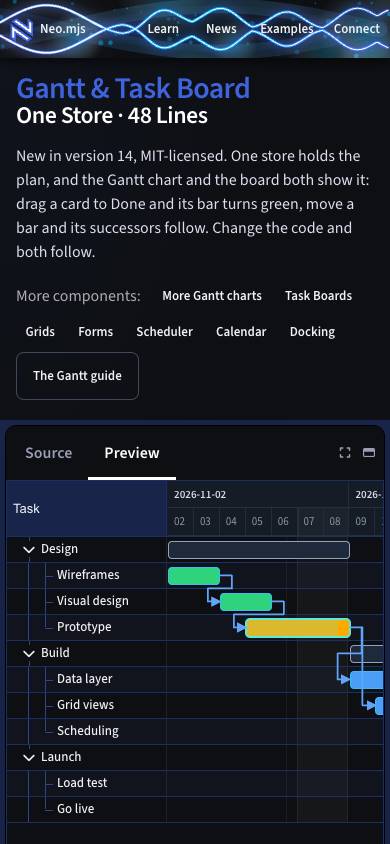 Neo.mjs Learn News Examples Connect
Gantt & Task Board
One Store · 48 Lines
New in version 14, MIT-licensed. One store holds the
plan, and the Gantt chart and the board both show it:
drag a card to Done and its bar turns green, move a
bar and its successors follow. Change the code and
both follow.
More components: More Gantt charts Task Boards
Grids Forms Scheduler Calendar Docking
The Gantt guide
Source Preview
Task 2026-11-02 2026-
02 03 04 05 06 07 08 09
Design
Wireframes
Visual design
Prototype
Build
Data layer
Grid views
Scheduling
Launch
Load test
Go live